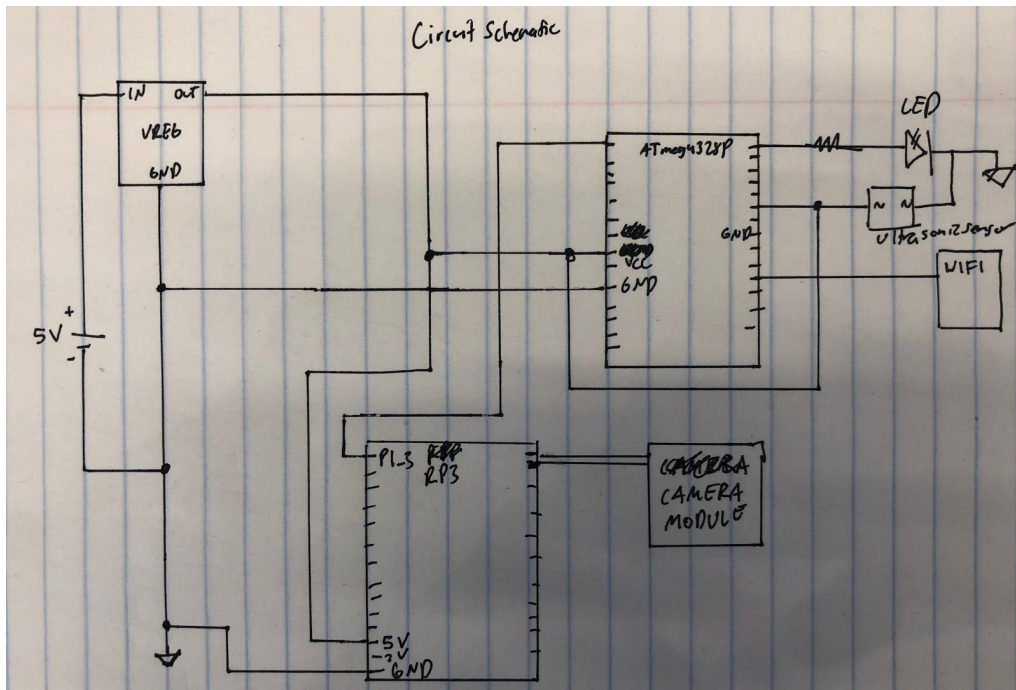 Circuit Schematic
IN OUT
VREG
GND
5V
+
-
ATmega328P
VCC
GND
GND
LED
~ ~
ultrasonic sensor
WIFI
P1_3
RP3
5V
GND
CAMERA
MODULE